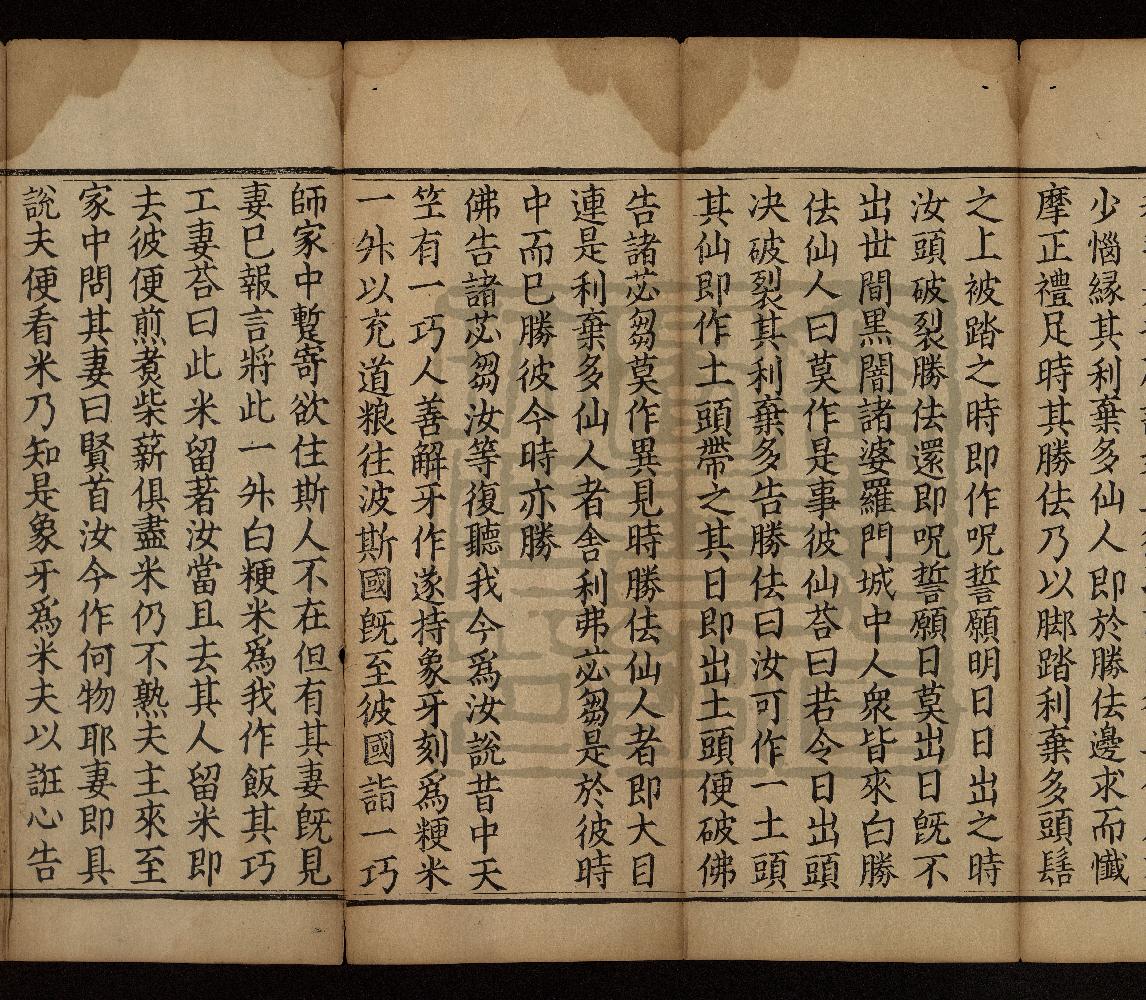 少惱縁其利棄多仙人即於勝佉邊求而懺
摩正禮足時其勝佉乃以脚踏利棄多頭髻
之上被踏之時即作呪誓願明日日出之時
汝頭破裂勝佉還即呪誓願日莫出日旣不
出世間黑闇諸婆羅門城中人衆皆來白勝
佉仙人曰莫作是事彼仙荅曰若令日出頭
决破裂其利棄多告勝佉曰汝可作一土頭
其仙即作土頭帶之其日即出土頭便破佛
告諸苾芻莫作異見時勝佉仙人者即大目
連是利棄多仙人者舍利弗苾芻是於彼時
中而巳勝彼今時亦勝
佛告諸苾芻汝等復聽我今爲汝說昔中天
笁有一巧人善解牙作遂持象牙刻爲粳米
一㪷以充道粮往波斯國旣至彼國詣一巧
師家中蹔寄欲住斯人不在但有其妻旣見
妻巳報言將此一㪷白粳米爲我作飯其巧
工妻荅曰此米留著汝當且去其人留米即
去彼便煎煑柴薪俱盡米仍不熟夫主來至
家中問其妻曰賢首汝今作何物耶妻即具
說夫便看米乃知是象牙爲米夫以誑心告